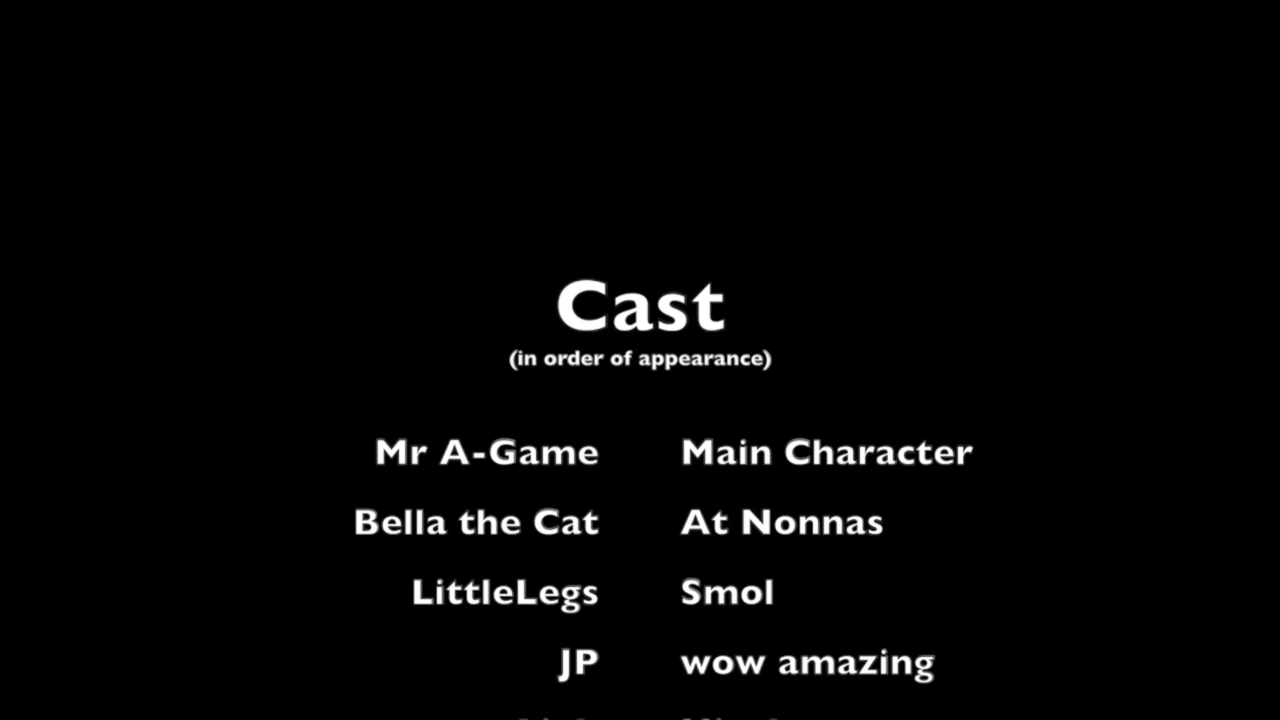 Cast
(in order of appearance)
Mr A-Game Main Character
Bella the Cat At Nonnas
LittleLegs Smol
JP wow amazing